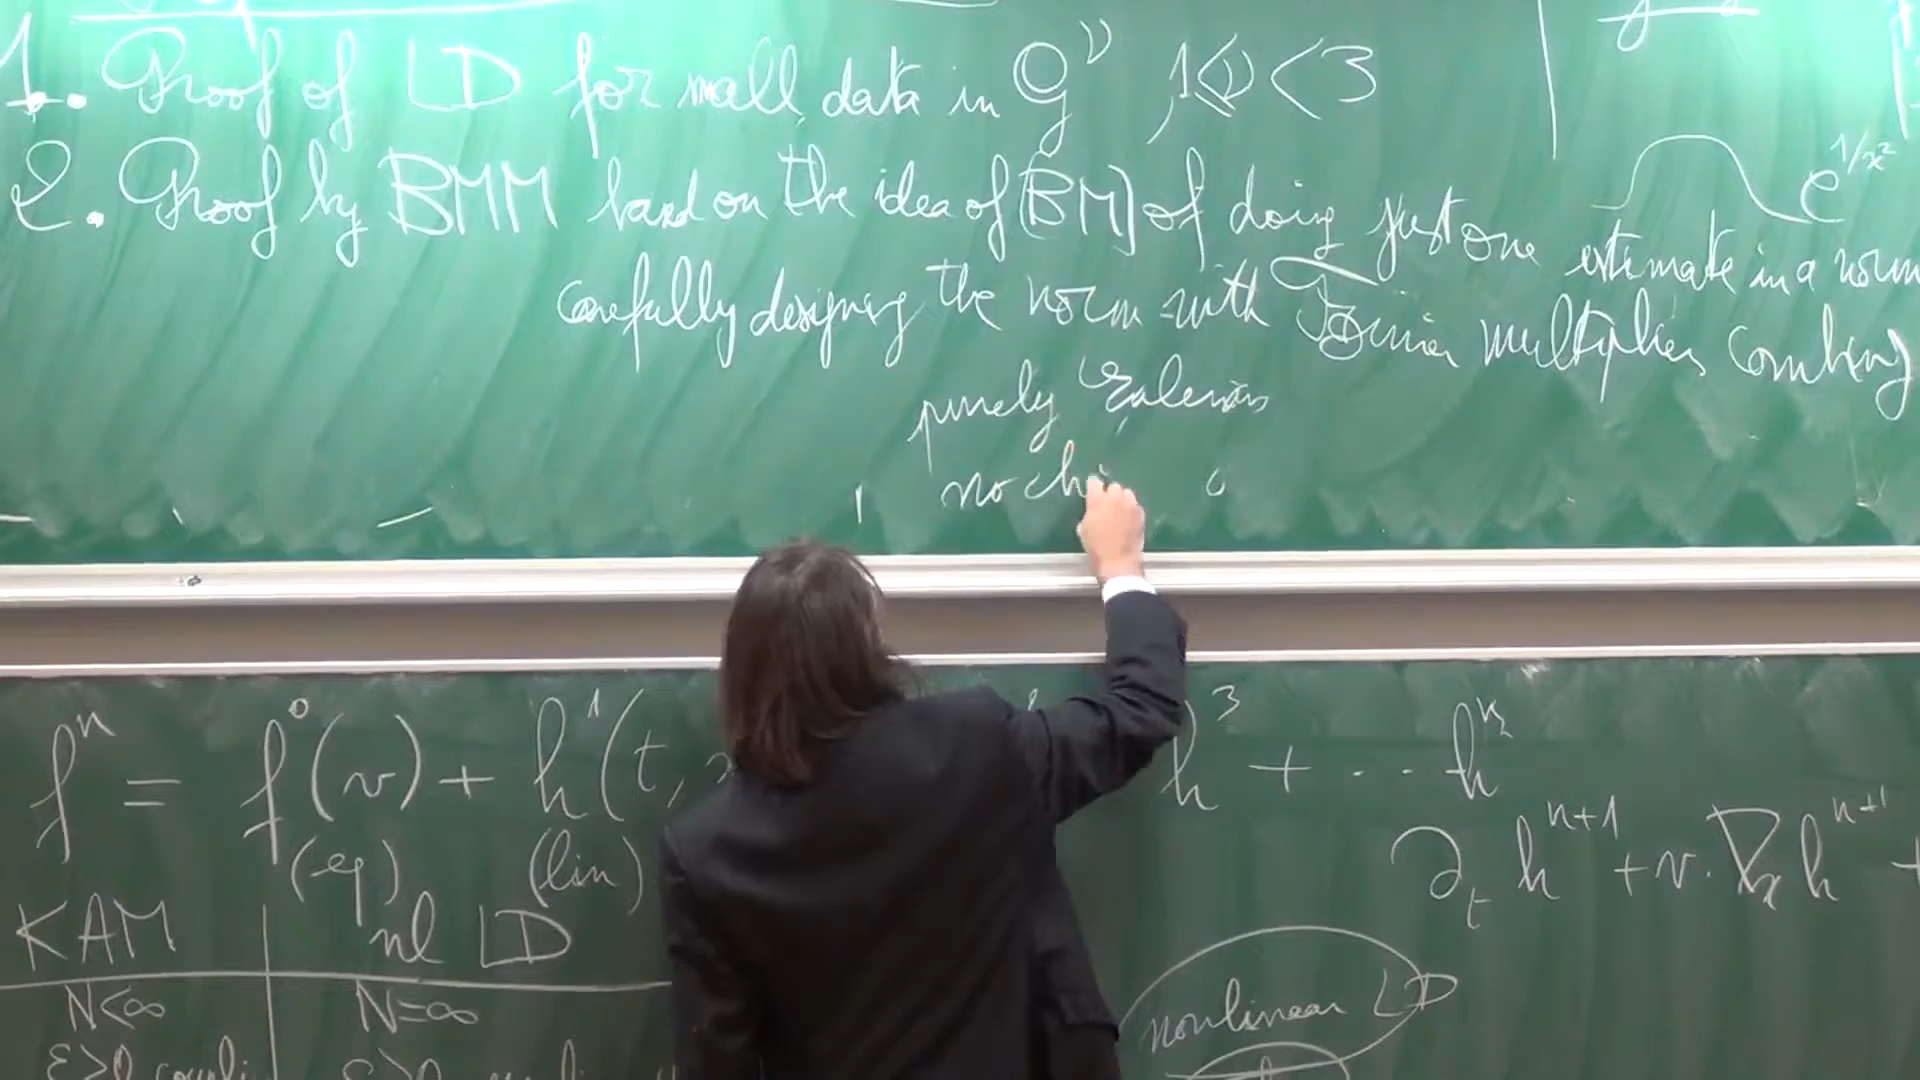 1. Proof of LD for small data in G^ν, 1≤ν<3
2. Proof by BMM based on the idea of [BM] of doing just one estimate in a norm
e^{1/x²}
carefully designing the norm with Fourier multipliers
purely Eulerian
no ch
f^n = f^0(v) + h^1(t, h^3 + ... h^n
(eq) (lin)
∂_t h^{n+1} + v.∇_x h^{n+1} +
KAM nl LD
N<∞ N=∞
nonlinear LD
ε>0 ε>0